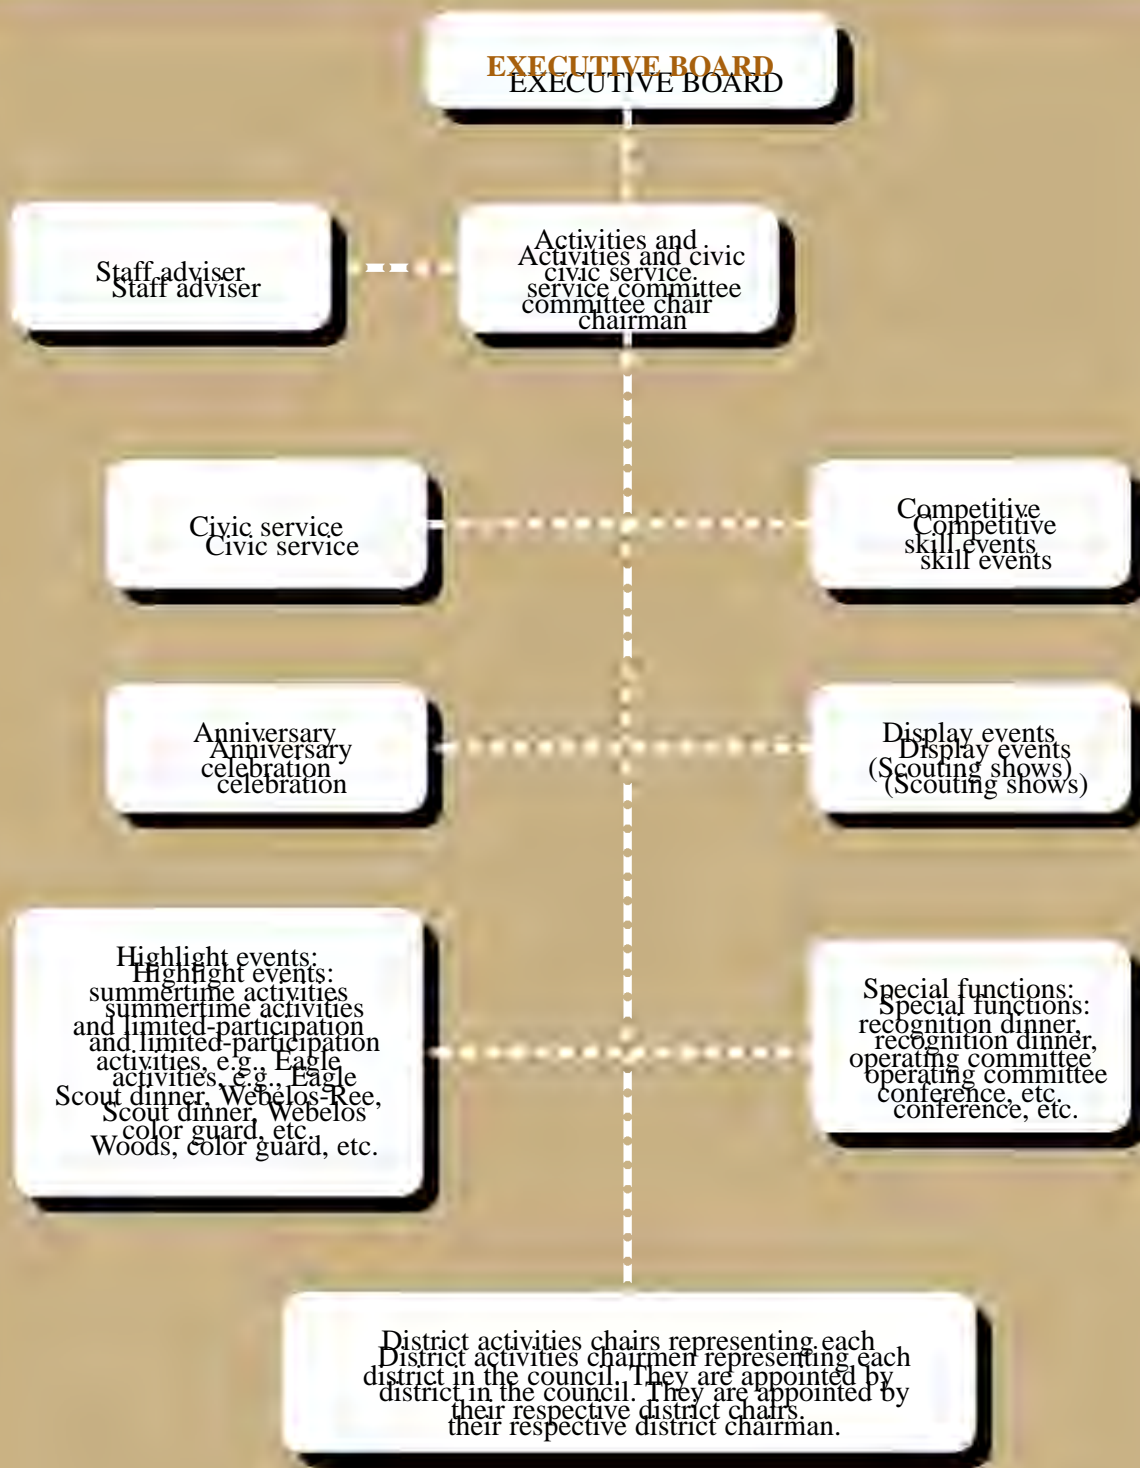 EXECUTIVE BOARD
EXECUTIVE BOARD
Staff adviser
Staff adviser
Activities and
civic service
committee chair
Activities and civic
service committee
chairman
Civic service
Civic service
Competitive
skill events
Competitive
skill events
Anniversary
celebration
Anniversary
celebration
Display events
(Scouting shows)
Display events
(Scouting shows)
Highlight events:
summertime activities
and limited-participation
activities, e.g., Eagle
Scout dinner, Webelos-Ree,
color guard, etc.
Highlight events:
summertime activities
and limited-participation
activities, e.g., Eagle
Scout dinner, Webelos
Woods, color guard, etc.
Special functions:
recognition dinner,
operating committee
conference, etc.
Special functions:
recognition dinner,
operating committee
conference, etc.
District activities chairs representing each
district in the council. They are appointed by
their respective district chairs.
District activities chairmen representing each
district in the council. They are appointed by
their respective district chairman.